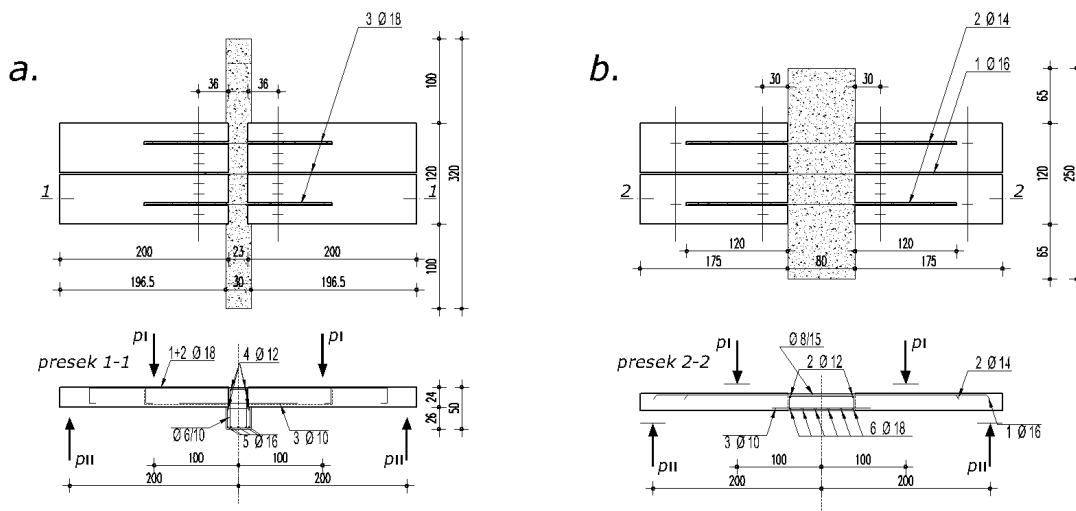 a.
3 Ø 18
36 36
100
120
320
100
1 1
200 23 200
196.5 30 196.5
presek 1-1
pI pI
1+2 Ø 18
4 Ø 12
24
26
50
Ø 6/10
5 Ø 16
3 Ø 10
pII pII
100 100
200 200
b.
2 Ø 14
1 Ø 16
30 30
65
120
250
65
2 2
120 120
175 80 175
presek 2-2
pI pI
Ø 8/15
2 Ø 12
2 Ø 14
3 Ø 10
6 Ø 18
1 Ø 16
pII pII
100 100
200 200